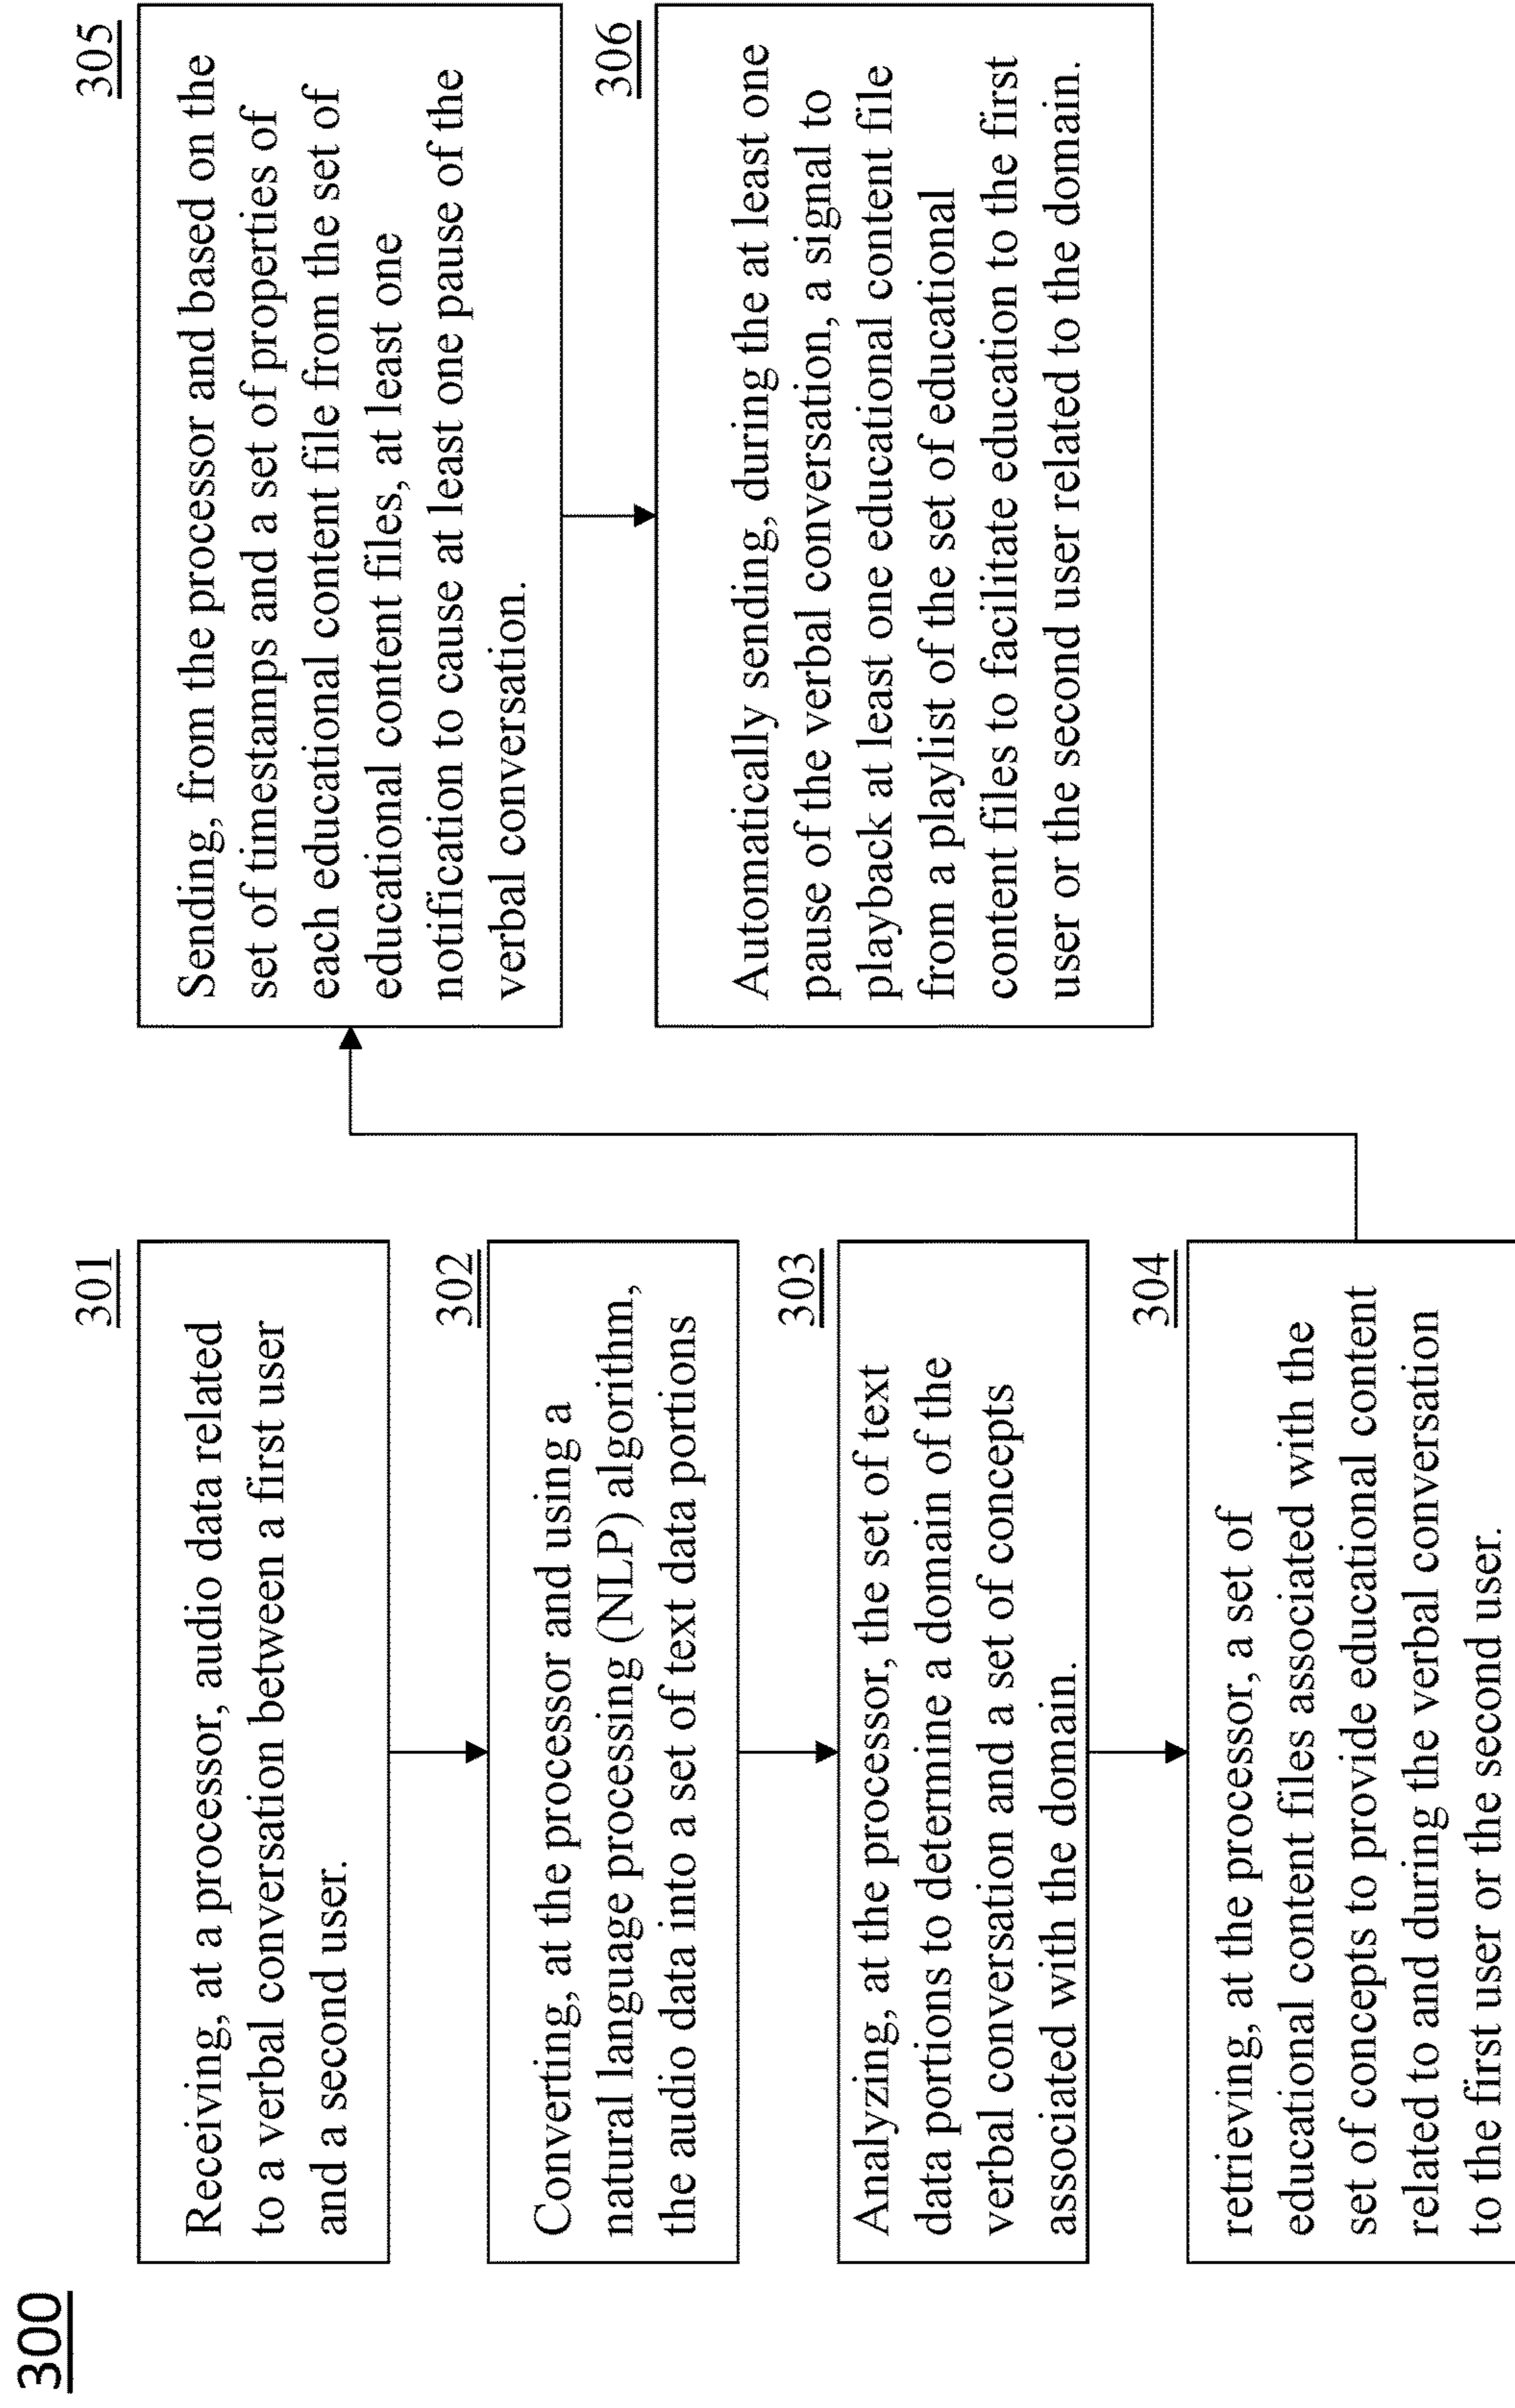 300
301
Receiving, at a processor, audio data related
to a verbal conversation between a first user
and a second user.
302
Converting, at the processor and using a
natural language processing (NLP) algorithm,
the audio data into a set of text data portions
303
Analyzing, at the processor, the set of text
data portions to determine a domain of the
verbal conversation and a set of concepts
associated with the domain.
304
retrieving, at the processor, a set of
educational content files associated with the
set of concepts to provide educational content
related to and during the verbal conversation
to the first user or the second user.
305
Sending, from the processor and based on the
set of timestamps and a set of properties of
each educational content file from the set of
educational content files, at least one
notification to cause at least one pause of the
verbal conversation.
306
Automatically sending, during the at least one
pause of the verbal conversation, a signal to
playback at least one educational content file
from a playlist of the set of educational
content files to facilitate education to the first
user or the second user related to the domain.